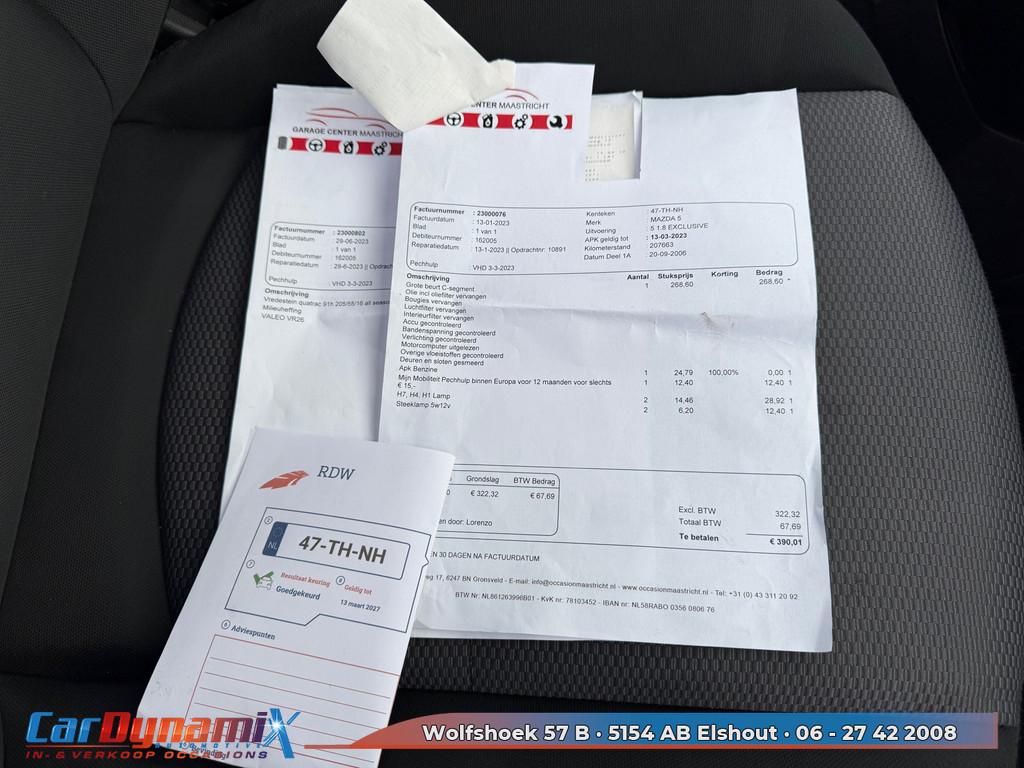 GARAGE CENTER MAASTRICHT
Factuurnummer : 23000802
Factuurdatum : 29-06-2023
Blad : 1 van 1
Debiteurnummer : 162005
Reparatiedatum : 29-6-2023 || Opdracht
Pechhulp : VHD 3-3-2023
Omschrijving
Vredestein quatrac 91h 205/55/16 all seaso
Milieuheffing
VALEO VR26
NTER MAASTRICHT
Factuurnummer : 23000076
Factuurdatum : 13-01-2023
Blad : 1 van 1
Debiteurnummer : 162005
Reparatiedatum : 13-1-2023 || Opdrachtnr: 10891
Pechhulp : VHD 3-3-2023
Kenteken : 47-TH-NH
Merk : MAZDA 5
Uitvoering : 5 1.8 EXCLUSIVE
APK geldig tot : 13-03-2023
Kilometerstand : 207663
Datum Deel 1A : 20-09-2006
Omschrijving Aantal Stuksprijs Korting Bedrag
Grote beurt C-segment 1 268,60 268,60
Olie incl oliefilter vervangen
Bougies vervangen
Luchtfilter vervangen
Interieurfilter vervangen
Accu gecontroleerd
Bandenspanning gecontroleerd
Verlichting gecontroleerd
Motorcomputer uitgelezen
Overige vloeistoffen gecontroleerd
Deuren en sloten gesmeerd
Apk Benzine 1 24,79 100,00% 0,00 1
Mijn Mobiliteit Pechhulp binnen Europa voor 12 maanden voor slechts 1 12,40 12,40 1
€ 15,-
H7, H4, H1 Lamp 2 14,46 28,92 1
Steeklamp 5w12v 2 6,20 12,40 1
Grondslag BTW Bedrag
€ 322,32 € 67,69
en door: Lorenzo
Excl. BTW 322,32
Totaal BTW 67,69
Te betalen € 390,01
EN 30 DAGEN NA FACTUURDATUM
eg 17, 6247 BN Gronsveld - E-mail: info@occasionmaastricht.nl - www.occasionmaastricht.nl - Tel: +31 (0) 43 311 20 92
BTW Nr: NL861263996B01 - KvK nr: 78103452 - IBAN nr: NL58RABO 0356 0806 76
RDW
NL 47-TH-NH
Resultaat keuring
Goedgekeurd
Geldig tot
13 maart 2027
Adviespunten
CarDynamiX
AUTOMOTIVE
IN- & VERKOOP OCCASIONS
Wolfshoek 57 B • 5154 AB Elshout • 06 - 27 42 2008